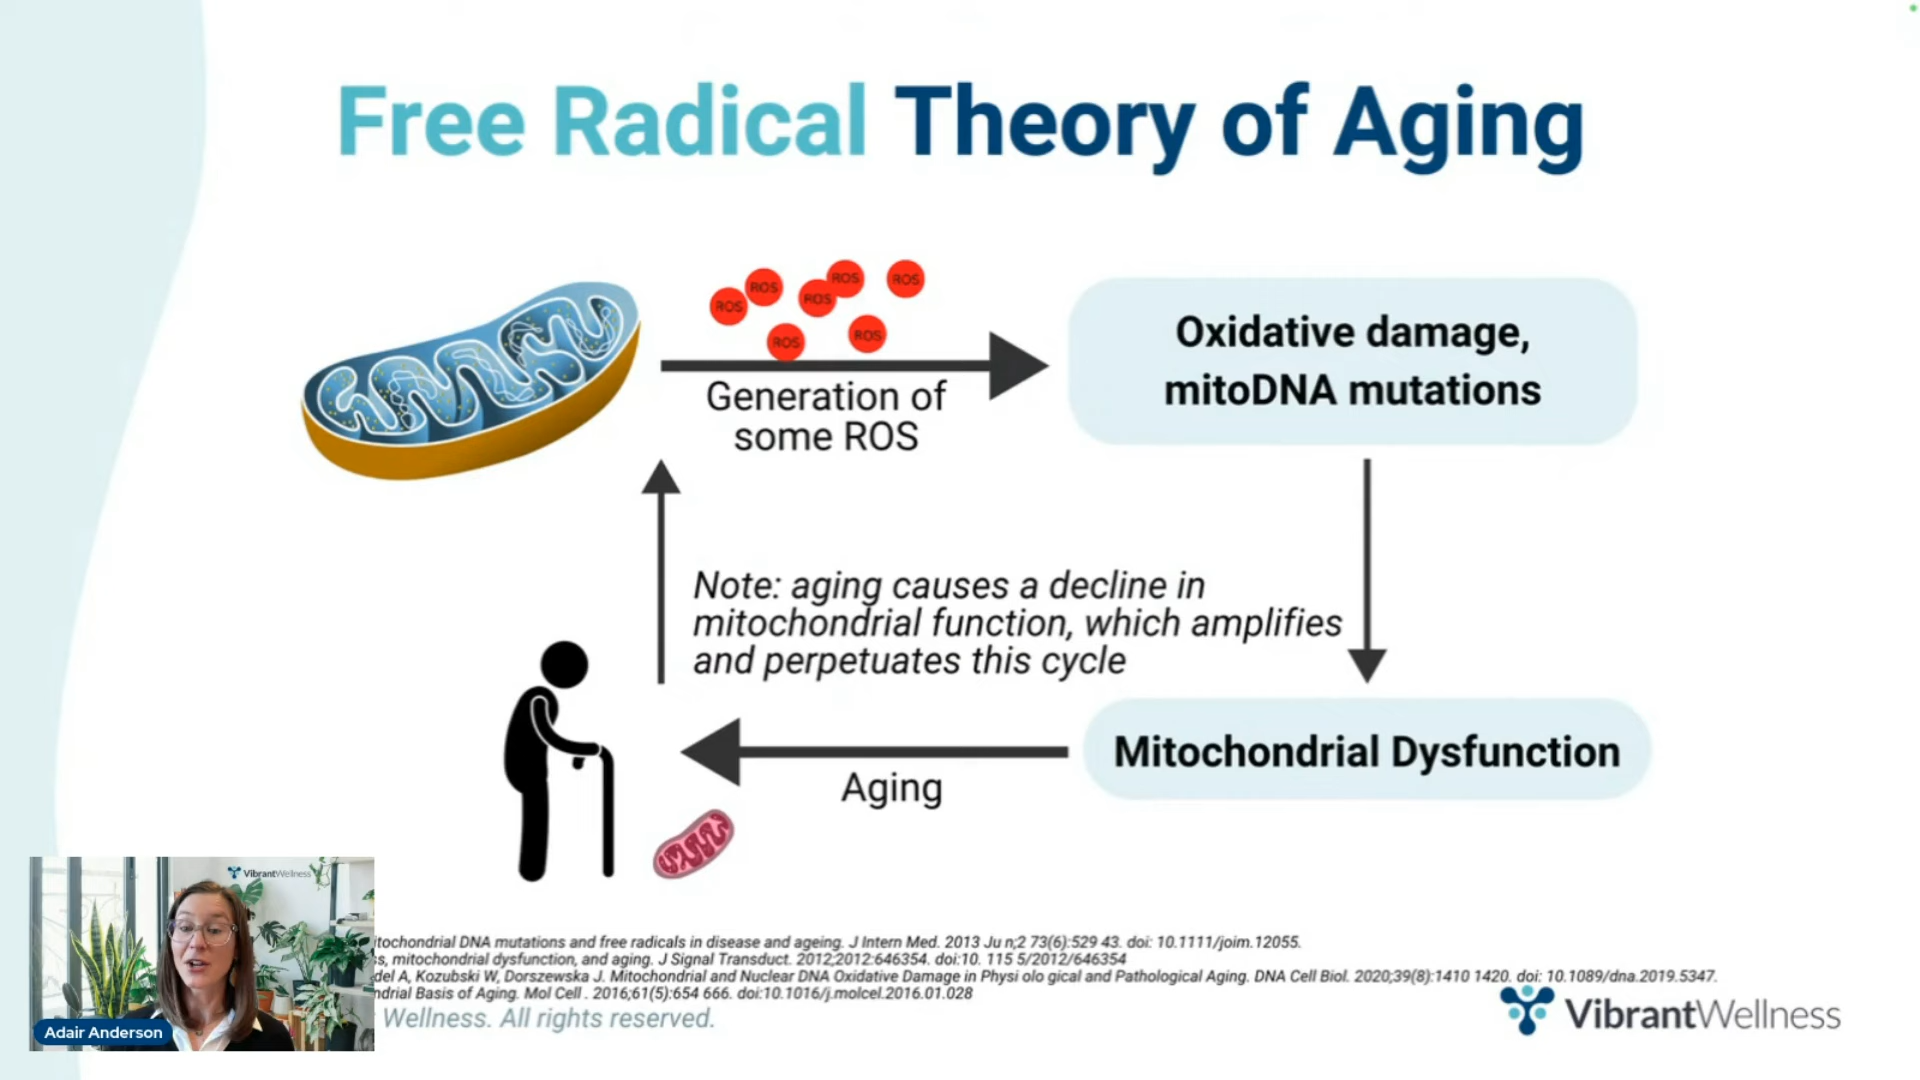 Free Radical Theory of Aging
ROS
ROS
ROS
ROS
ROS
ROS
ROS
Generation of
some ROS
Oxidative damage,
mitoDNA mutations
Note: aging causes a decline in
mitochondrial function, which amplifies
and perpetuates this cycle
Mitochondrial Dysfunction
Aging
VibrantWellness
Adair Anderson
DNA mutations and free radicals in disease and ageing. J Intern Med. 2013 Ju n;2 73(6):529 43. doi: 10.1111/joim.12055.
mitochondrial dysfunction, and aging. J Signal Transduct. 2012;2012:646354. doi:10. 115 5/2012/646354
A, Kozubski W, Dorszewska J. Mitochondrial and Nuclear DNA Oxidative Damage in Physi olo gical and Pathological Aging. DNA Cell Biol. 2020;39(8):1410 1420. doi: 10.1089/dna.2019.5347.
Basis of Aging. Mol Cell . 2016;61(5):654 666. doi:10.1016/j.molcel.2016.01.028
Wellness. All rights reserved.
VibrantWellness